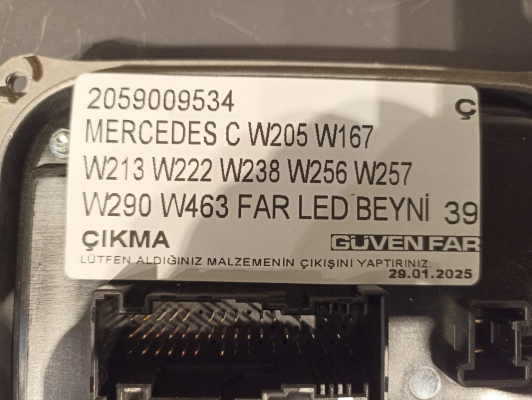 2059009534 Ç
MERCEDES C W205 W167
W213 W222 W238 W256 W257
W290 W463 FAR LED BEYNİ 39
ÇIKMA GÜVEN FAR
LÜTFEN ALDIĞINIZ MALZEMENİN ÇIKIŞINI YAPTIRINIZ.
29.01.2025